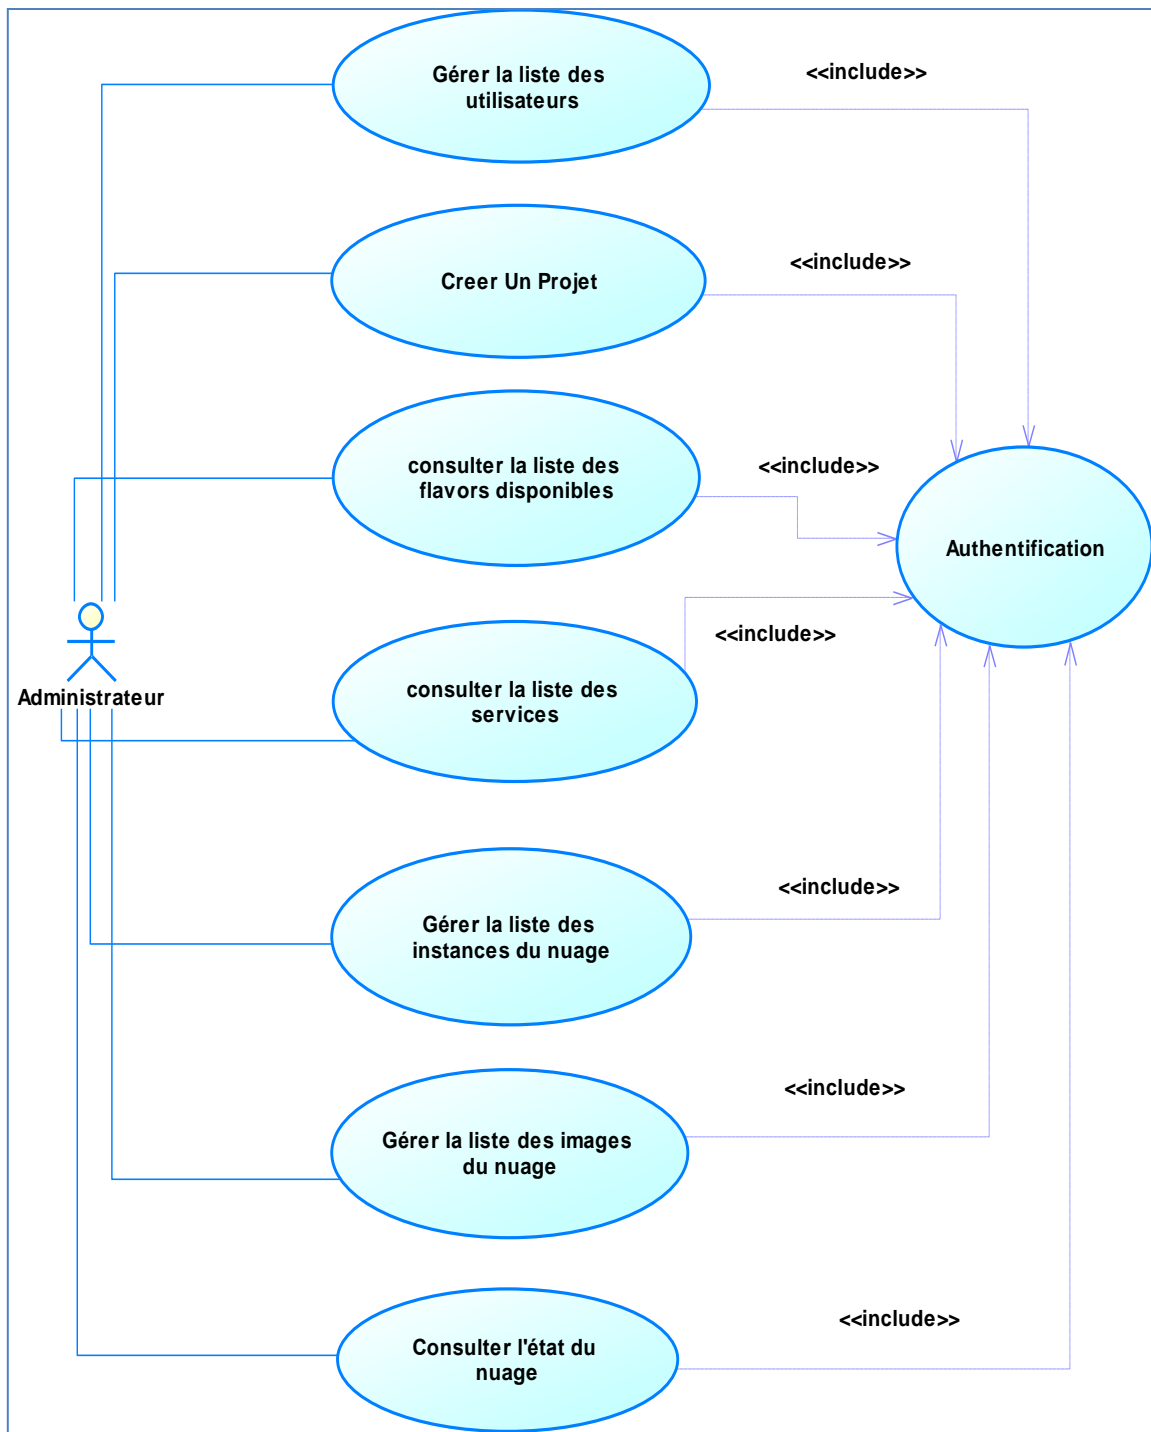 Gérer la liste des
utilisateurs
<<include>>
Creer Un Projet
<<include>>
consulter la liste des
flavors disponibles
<<include>>
Authentification
Administrateur
consulter la liste des
services
<<include>>
Gérer la liste des
instances du nuage
<<include>>
Gérer la liste des images
du nuage
<<include>>
Consulter l'état du
nuage
<<include>>